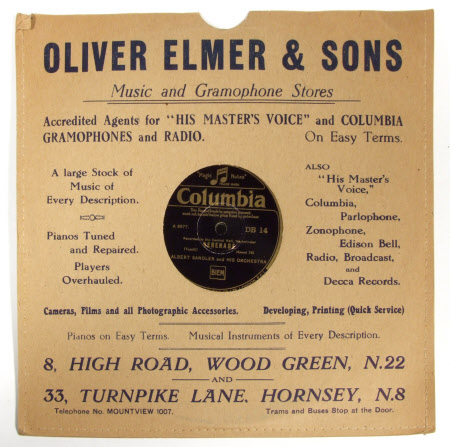 OLIVER ELMER & SONS
Music and Gramophone Stores
Accredited Agents for "HIS MASTER'S VOICE" and COLUMBIA
GRAMOPHONES and RADIO. On Easy Terms.
A large Stock of
Music of
Every Description.
Pianos Tuned
and Repaired.
Players
Overhauled.
"Magic Notes"
Columbia
DB 14
SERENADE
ALBERT SANDLER AND HIS ORCHESTRA
BIEM
ALSO
"His Master's
Voice,"
Columbia,
Parlophone,
Zonophone,
Edison Bell,
Radio, Broadcast,
and
Decca Records.
Cameras, Films and all Photographic Accessories. Developing, Printing (Quick Service)
Pianos on Easy Terms. Musical Instruments of Every Description.
8, HIGH ROAD, WOOD GREEN, N.22
AND
33, TURNPIKE LANE, HORNSEY, N.8
Telephone No. MOUNTVIEW 1007. Trams and Buses Stop at the Door.